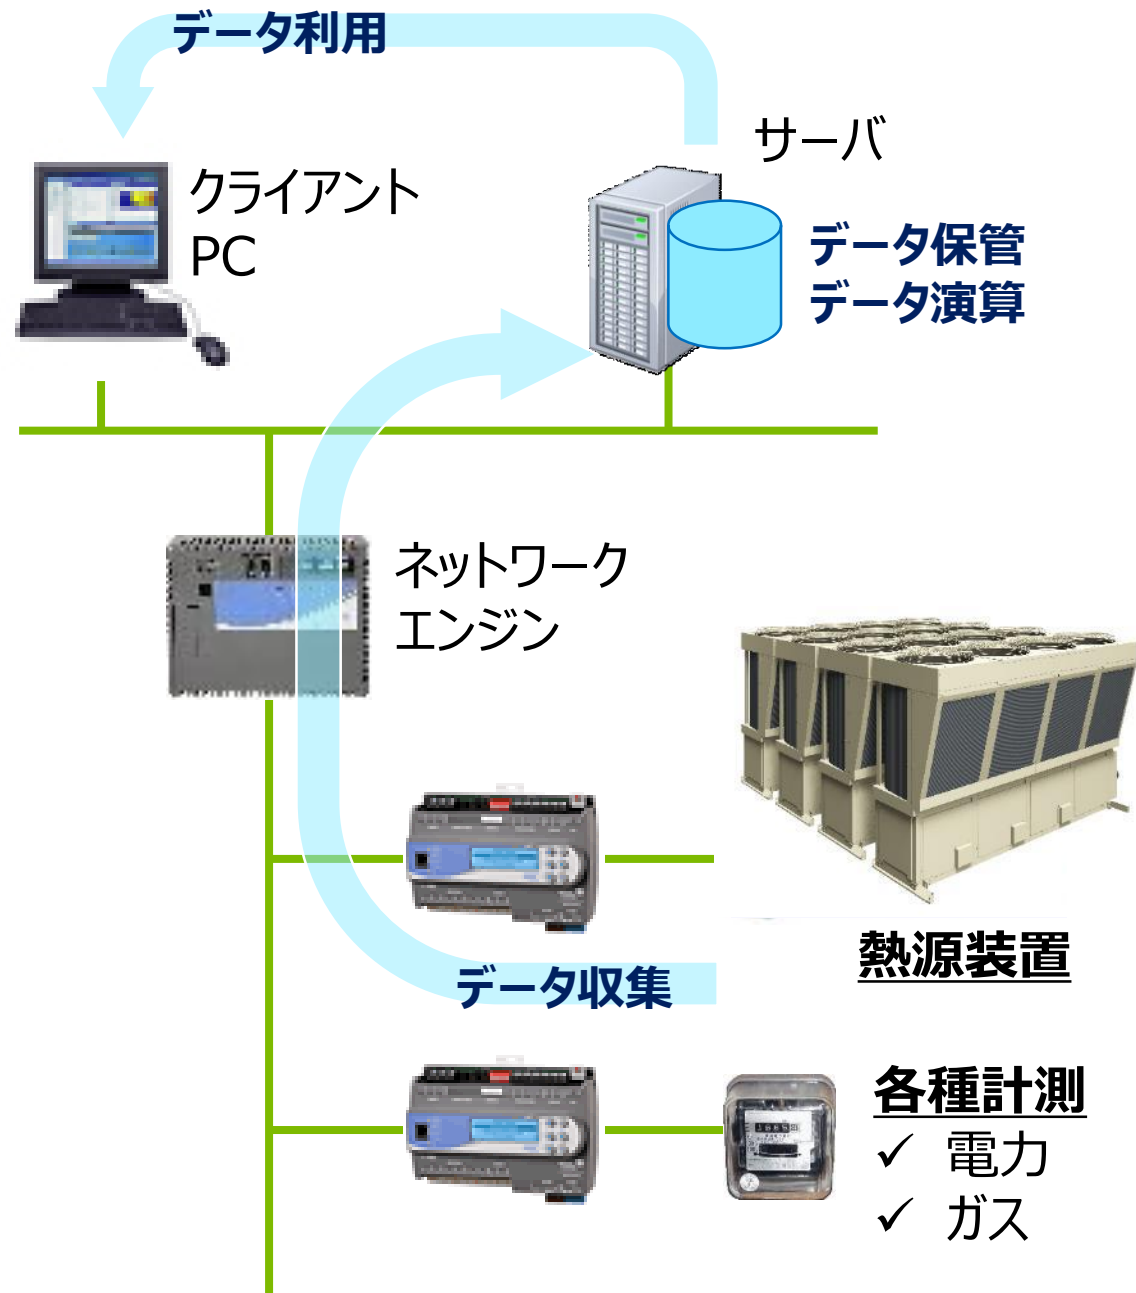 データ利用
サーバ
クライアント
PC
データ保管
データ演算
ネットワーク
エンジン
熱源装置
データ収集
各種計測
✓ 電力
✓ ガス